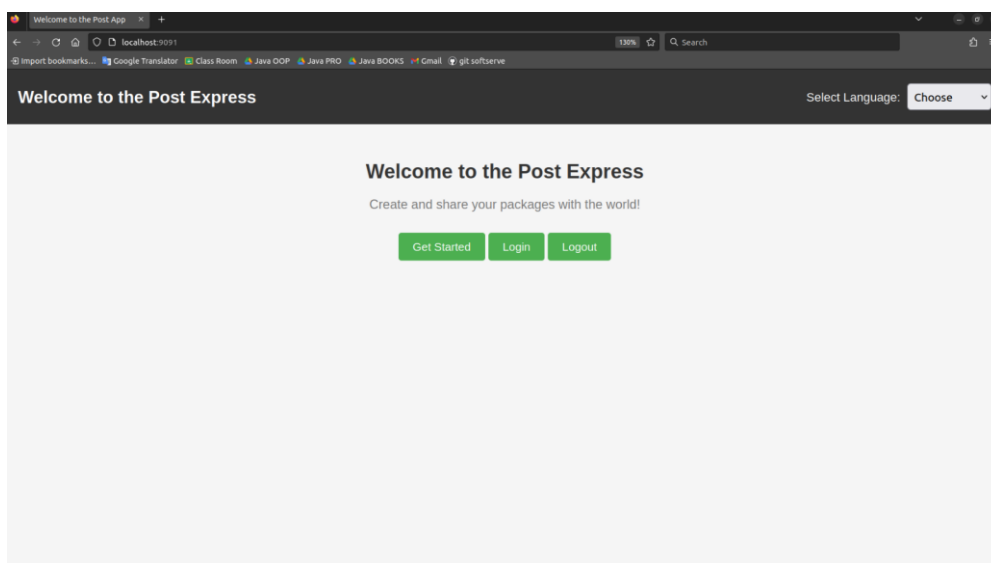 Welcome to the Post App
localhost:9091
130%
Search
Import bookmarks... Google Translator Class Room Java OOP Java PRO Java BOOKS Gmail git softserve
Welcome to the Post Express
Select Language: Choose
Welcome to the Post Express
Create and share your packages with the world!
Get Started Login Logout